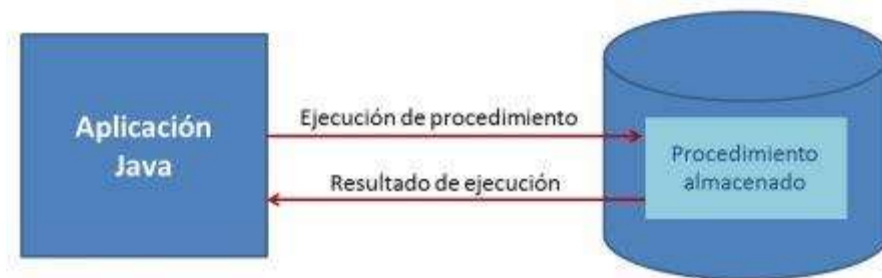 Aplicación
Java
Ejecución de procedimiento
Resultado de ejecución
Procedimiento
almacenado